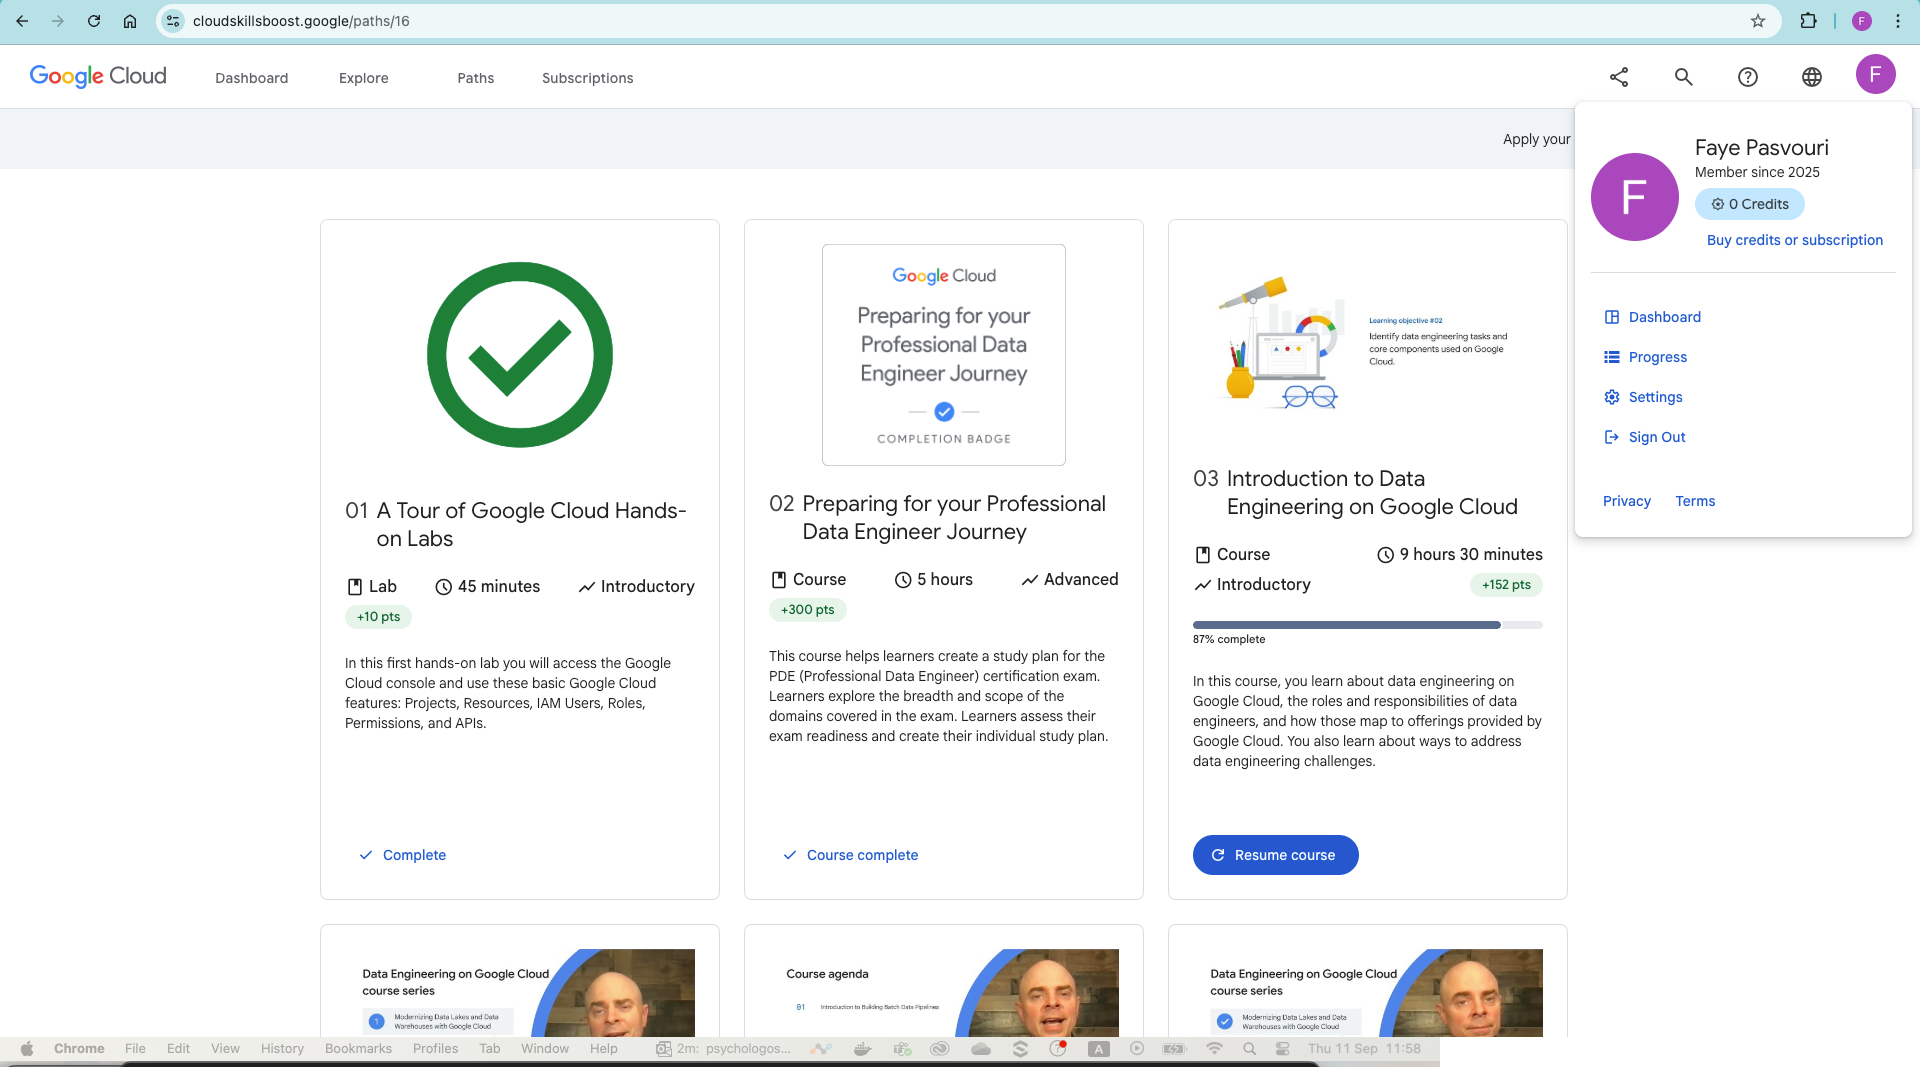 cloudskillsboost.google/paths/16
F
Google Cloud
Dashboard
Explore
Paths
Subscriptions
F
Apply your
F
Faye Pasvouri
Member since 2025
0 Credits
Buy credits or subscription
Dashboard
Progress
Settings
Sign Out
Privacy Terms
01 A Tour of Google Cloud Hands-
on Labs
Lab 45 minutes Introductory
+10 pts
In this first hands-on lab you will access the Google
Cloud console and use these basic Google Cloud
features: Projects, Resources, IAM Users, Roles,
Permissions, and APIs.
Complete
Google Cloud
Preparing for your
Professional Data
Engineer Journey
COMPLETION BADGE
02 Preparing for your Professional
Data Engineer Journey
Course 5 hours Advanced
+300 pts
This course helps learners create a study plan for the
PDE (Professional Data Engineer) certification exam.
Learners explore the breadth and scope of the
domains covered in the exam. Learners assess their
exam readiness and create their individual study plan.
Course complete
Learning objective #02
Identify data engineering tasks and
core components used on Google
Cloud.
03 Introduction to Data
Engineering on Google Cloud
Course 9 hours 30 minutes
Introductory +152 pts
87% complete
In this course, you learn about data engineering on
Google Cloud, the roles and responsibilities of data
engineers, and how those map to offerings provided by
Google Cloud. You also learn about ways to address
data engineering challenges.
Resume course
Data Engineering on Google Cloud
course series
1 Modernizing Data Lakes and Data
Warehouses with Google Cloud
Course agenda
01 Introduction to Building Batch Data Pipelines
Data Engineering on Google Cloud
course series
Modernizing Data Lakes and Data
Warehouses with Google Cloud
Chrome File Edit View History Bookmarks Profiles Tab Window Help 2m: psychologos... A Thu 11 Sep 11:58